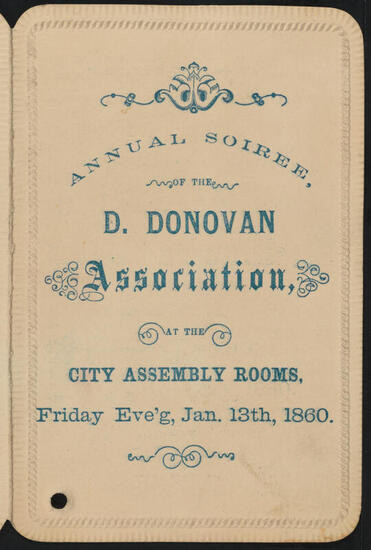 ANNUAL SOIREE,
OF THE
D. DONOVAN
Association,
AT THE
CITY ASSEMBLY ROOMS,
Friday Eve'g, Jan. 13th, 1860.